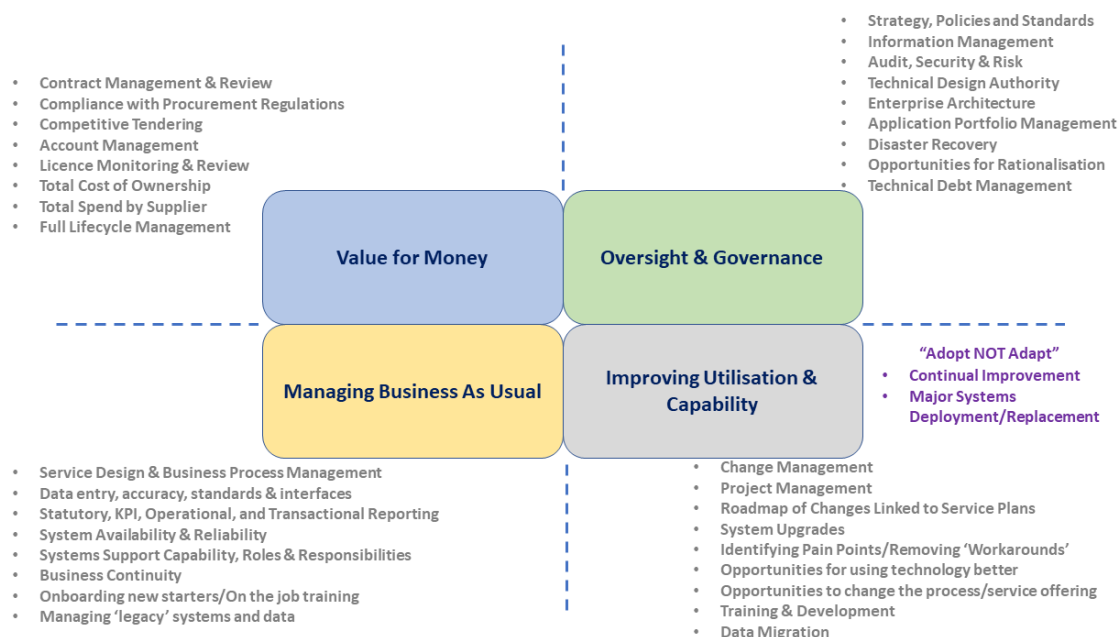 • Contract Management & Review
• Compliance with Procurement Regulations
• Competitive Tendering
• Account Management
• Licence Monitoring & Review
• Total Cost of Ownership
• Total Spend by Supplier
• Full Lifecycle Management
• Strategy, Policies and Standards
• Information Management
• Audit, Security & Risk
• Technical Design Authority
• Enterprise Architecture
• Application Portfolio Management
• Disaster Recovery
• Opportunities for Rationalisation
• Technical Debt Management
Value for Money
Oversight & Governance
Managing Business As Usual
Improving Utilisation &
Capability
“Adopt NOT Adapt”
• Continual Improvement
• Major Systems
Deployment/Replacement
• Service Design & Business Process Management
• Data entry, accuracy, standards & interfaces
• Statutory, KPI, Operational, and Transactional Reporting
• System Availability & Reliability
• Systems Support Capability, Roles & Responsibilities
• Business Continuity
• Onboarding new starters/On the job training
• Managing ‘legacy’ systems and data
• Change Management
• Project Management
• Roadmap of Changes Linked to Service Plans
• System Upgrades
• Identifying Pain Points/Removing ‘Workarounds’
• Opportunities for using technology better
• Opportunities to change the process/service offering
• Training & Development
• Data Migration